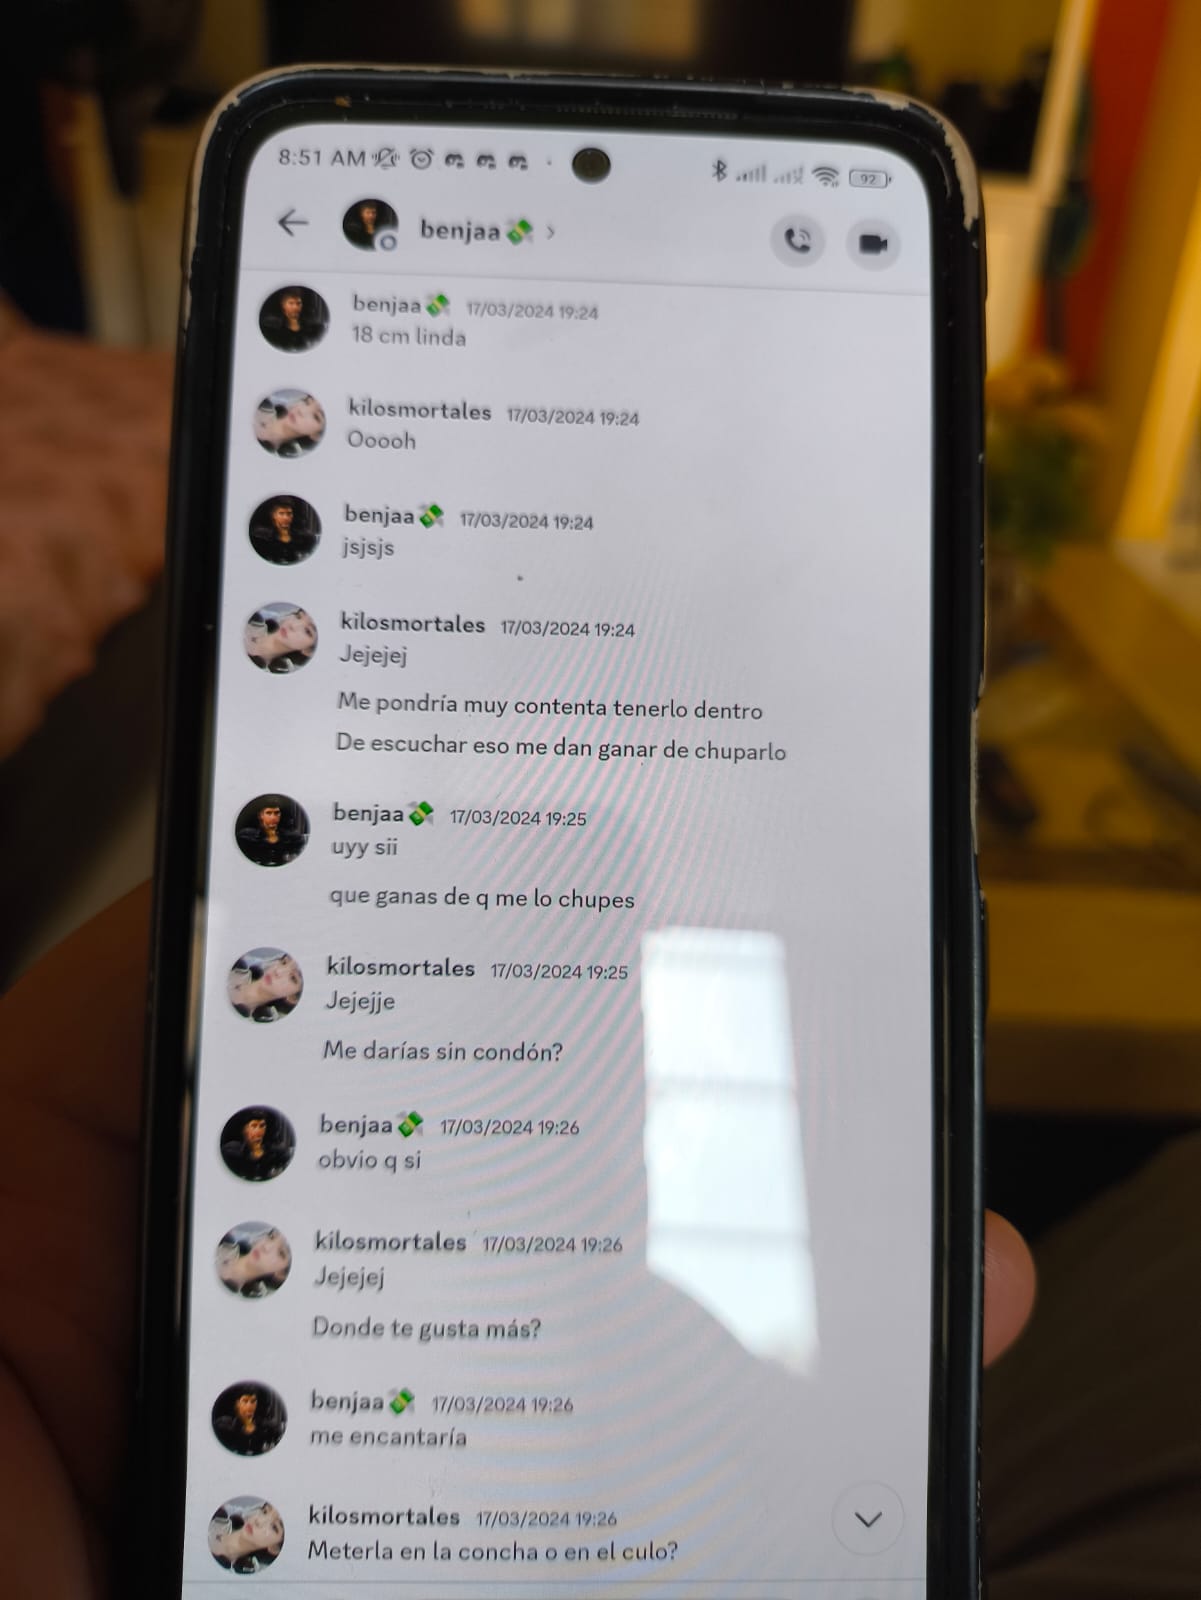 8:51 AM
92
benjaa💸 >
benjaa💸 17/03/2024 19:24
18 cm linda
kilosmortales 17/03/2024 19:24
Ooooh
benjaa💸 17/03/2024 19:24
jsjsjs
kilosmortales 17/03/2024 19:24
Jejejej
Me pondría muy contenta tenerlo dentro
De escuchar eso me dan ganar de chuparlo
benjaa💸 17/03/2024 19:25
uyy sii
que ganas de q me lo chupes
kilosmortales 17/03/2024 19:25
Jejejje
Me darías sin condón?
benjaa💸 17/03/2024 19:26
obvio q si
kilosmortales 17/03/2024 19:26
Jejejej
Donde te gusta más?
benjaa💸 17/03/2024 19:26
me encantaría
kilosmortales 17/03/2024 19:26
Meterla en la concha o en el culo?